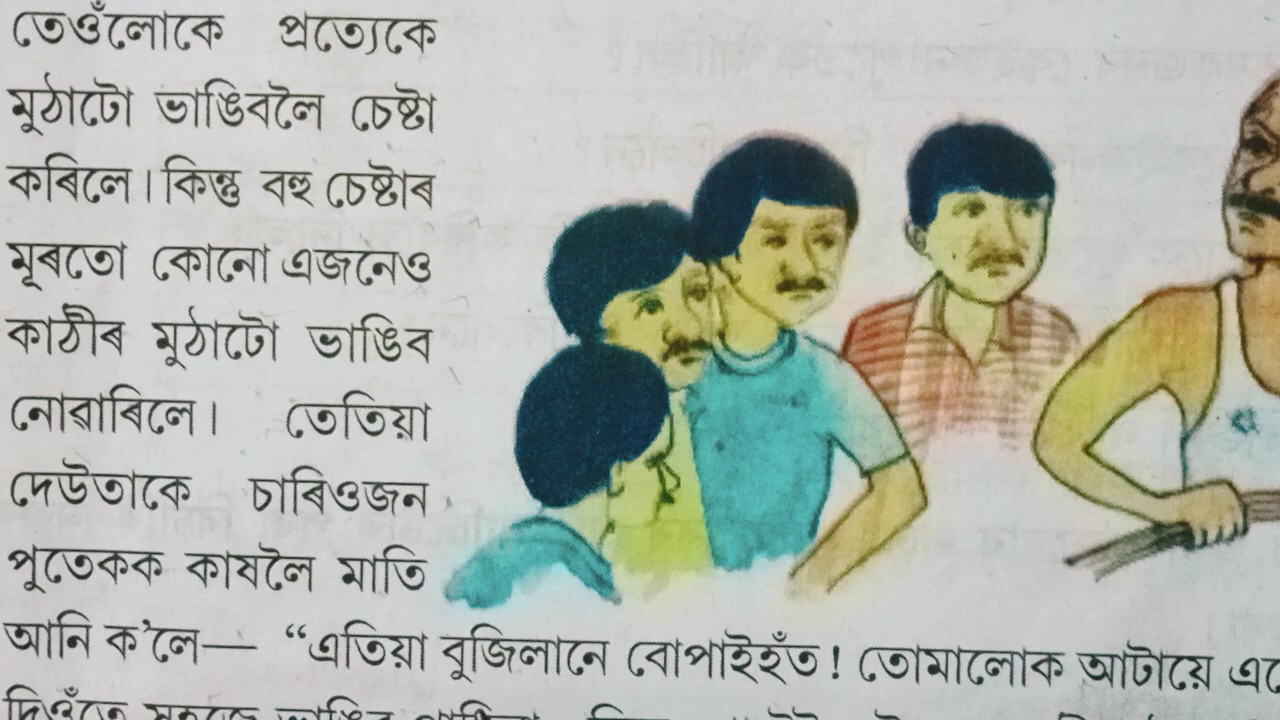 তেওঁলোকে প্ৰত্যেকে
মুঠাটো ভাঙিবলৈ চেষ্টা
কৰিলে। কিন্তু বহু চেষ্টাৰ
মূৰতো কোনো এজনেও
কাঠীৰ মুঠাটো ভাঙিব
নোৱাৰিলে। তেতিয়া
দেউতাকে চাৰিওজন
পুতেকক কাষলৈ মাতি
আনি ক'লে— “এতিয়া বুজিলানে বোপাইহঁত! তোমালোক আটায়ে